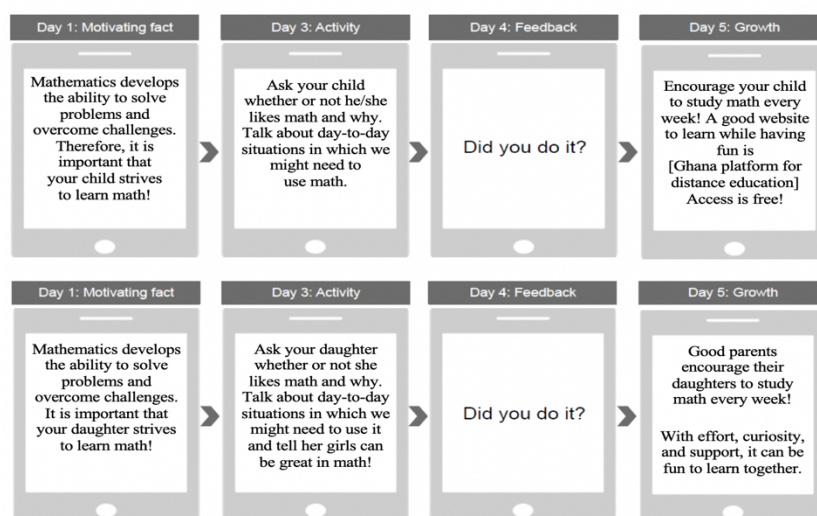 Day 1: Motivating fact
Day 3: Activity
Day 4: Feedback
Day 5: Growth
Mathematics develops
the ability to solve
problems and
overcome challenges.
Therefore, it is
important that
your child strives
to learn math!
Ask your child
whether or not he/she
likes math and why.
Talk about day-to-day
situations in which we
might need to
use math.
Did you do it?
Encourage your child
to study math every
week! A good website
to learn while having
fun is
[Ghana platform for
distance education]
Access is free!
Day 1: Motivating fact
Day 3: Activity
Day 4: Feedback
Day 5: Growth
Mathematics develops
the ability to solve
problems and
overcome challenges.
It is important that
your daughter strives
to learn math!
Ask your daughter
whether or not she
likes math and why.
Talk about day-to-day
situations in which we
might need to use it
and tell her girls can
be great in math!
Did you do it?
Good parents
encourage their
daughters to study
math every week!
With effort, curiosity,
and support, it can be
fun to learn together.